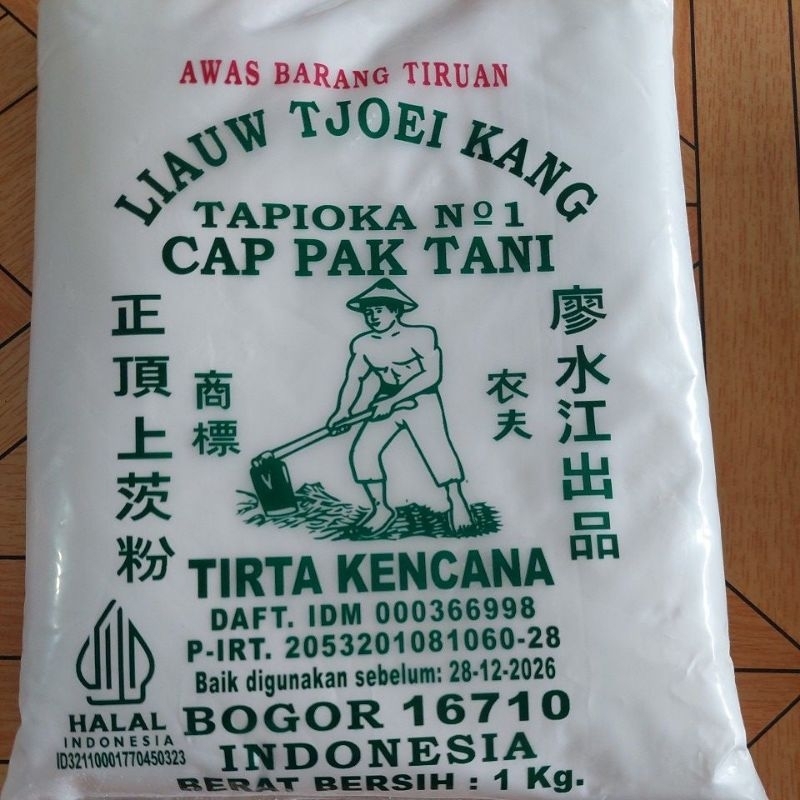 AWAS BARANG TIRUAN
LIAUW TJOEI KANG
TAPIOKA Nº1
CAP PAK TANI
正頂上茨粉
商標
农夫
廖水江出品
TIRTA KENCANA
DAFT. IDM 000366998
P-IRT. 2053201081060-28
Baik digunakan sebelum: 28-12-2026
HALAL
INDONESIA
ID32110001770450323
BOGOR 16710
INDONESIA
BERAT BERSIH : 1 Kg.